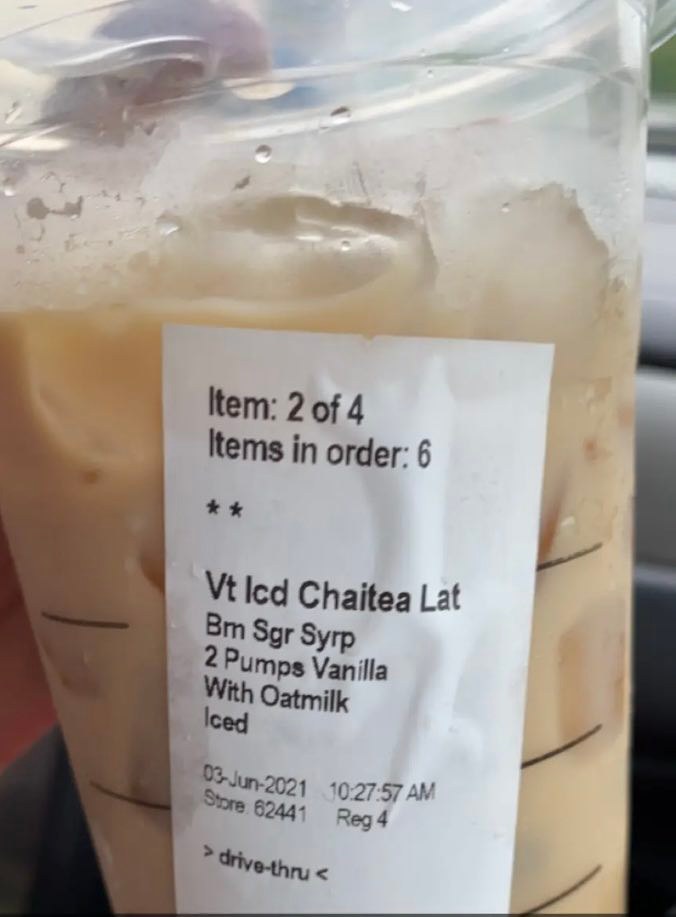 Item: 2 of 4
Items in order: 6
* *
Vt Icd Chaitea Lat
Brn Sgr Syrp
2 Pumps Vanilla
With Oatmilk
Iced
03-Jun-2021 10:27:57 AM
Store: 62441 Reg 4
> drive-thru <